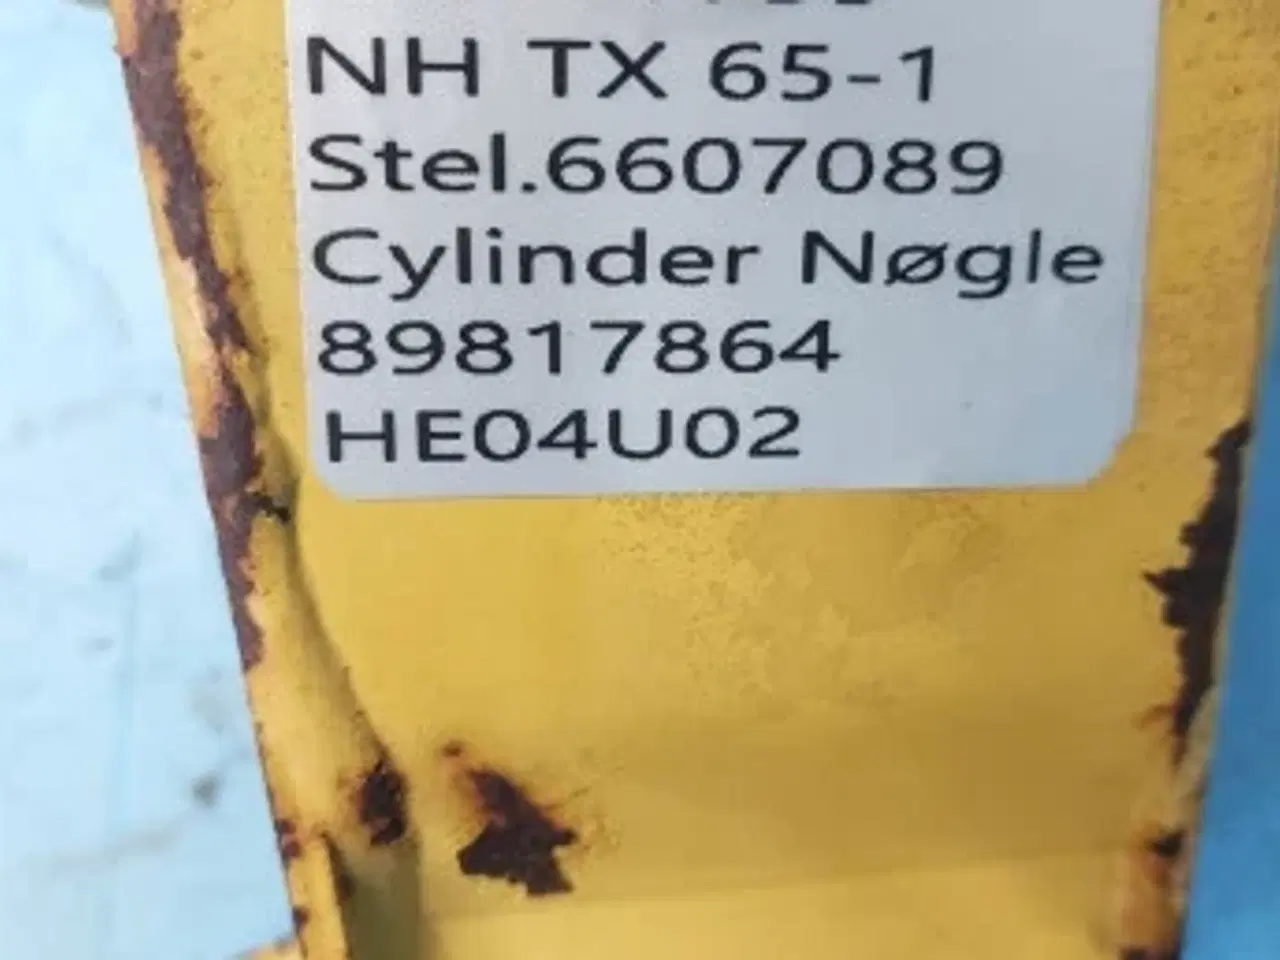 NH TX 65-1
Stel.6607089
Cylinder Nøgle
89817864
HE04U02